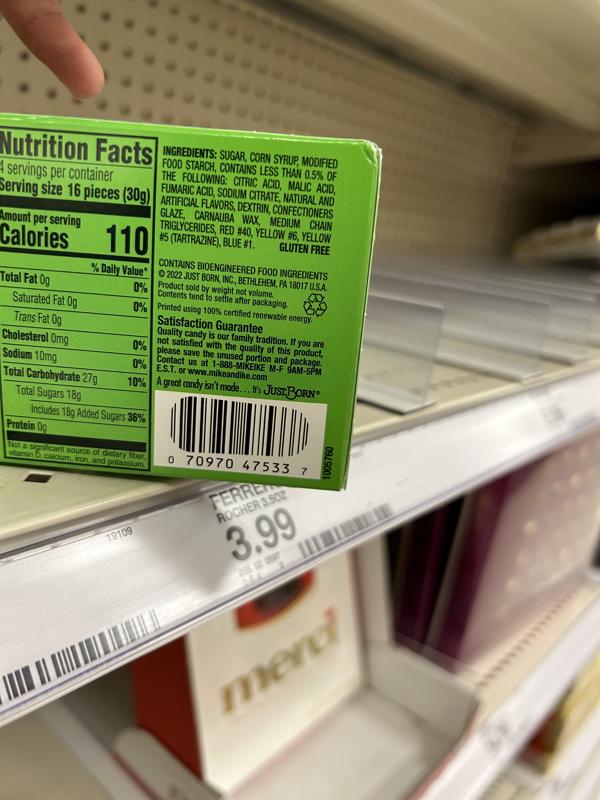 Nutrition Facts
4 servings per container
Serving size 16 pieces (30g)
Amount per serving
Calories 110
% Daily Value*
Total Fat 0g 0%
Saturated Fat 0g 0%
Trans Fat 0g
Cholesterol 0mg 0%
Sodium 10mg 0%
Total Carbohydrate 27g 10%
Total Sugars 18g
Includes 18g Added Sugars 36%
Protein 0g
Not a significant source of dietary fiber,
vitamin D, calcium, iron, and potassium.
INGREDIENTS: SUGAR, CORN SYRUP, MODIFIED
FOOD STARCH, CONTAINS LESS THAN 0.5% OF
THE FOLLOWING: CITRIC ACID, MALIC ACID,
FUMARIC ACID, SODIUM CITRATE, NATURAL AND
ARTIFICIAL FLAVORS, DEXTRIN, CONFECTIONERS
GLAZE, CARNAUBA WAX, MEDIUM CHAIN
TRIGLYCERIDES, RED #40, YELLOW #6, YELLOW
#5 (TARTRAZINE), BLUE #1. GLUTEN FREE
CONTAINS BIOENGINEERED FOOD INGREDIENTS
© 2022 JUST BORN, INC., BETHLEHEM, PA 18017 U.S.A.
Product sold by weight not volume.
Contents tend to settle after packaging.
Printed using 100% certified renewable energy.
Satisfaction Guarantee
Quality candy is our family tradition. If you are
not satisfied with the quality of this product,
please save the unused portion and package.
Contact us at 1-888-MIKEIKE M-F 9AM-5PM
E.S.T. or www.mikeandike.com
A great candy isn't made... It's JUST BORN®
0 70970 47533 7
1005760
19109
FERRERO
ROCHER 3.5OZ
3.99
merci